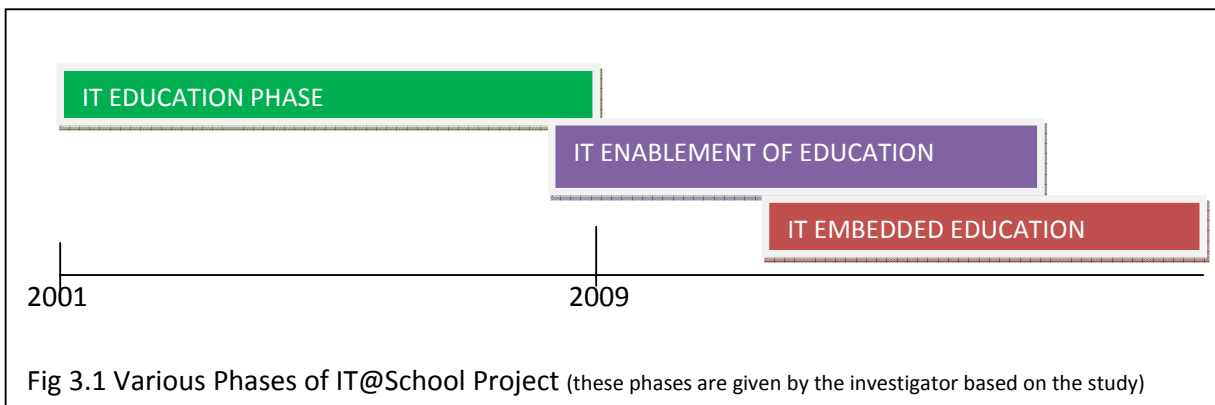 IT EDUCATION PHASE
IT ENABLEMENT OF EDUCATION
IT EMBEDDED EDUCATION
2001 2009
Fig 3.1 Various Phases of IT@School Project (these phases are given by the investigator based on the study)